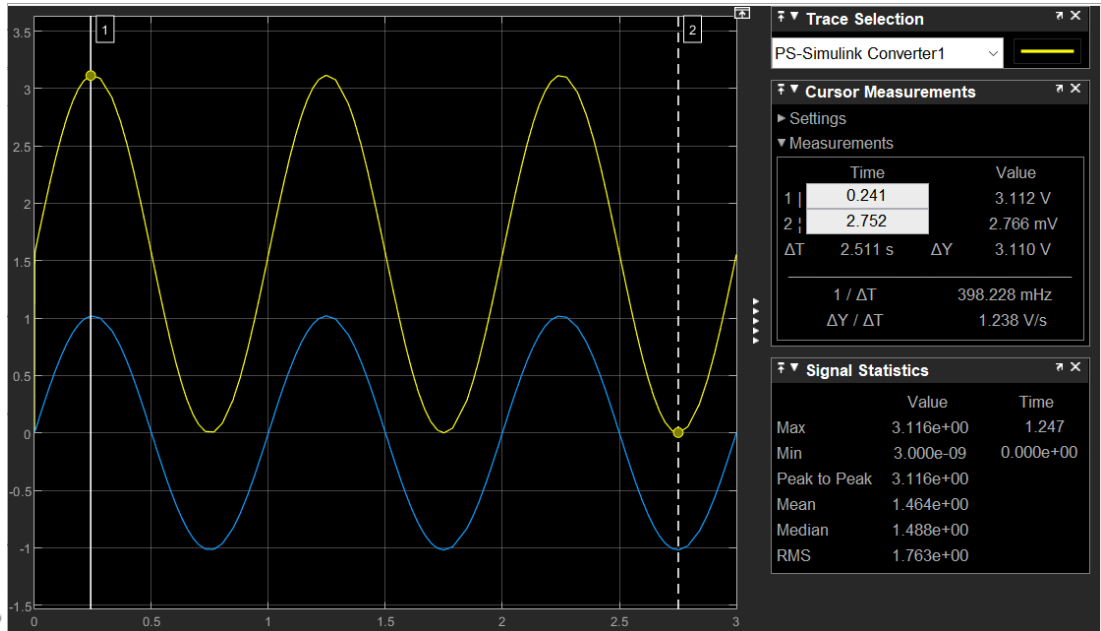 3.5
3
2.5
2
1.5
1
0.5
0
-0.5
-1
-1.5
0 0.5 1 1.5 2 2.5 3
1
2
Trace Selection
PS-Simulink Converter1
Cursor Measurements
Settings
Measurements
Time Value
1 | 0.241 3.112 V
2 ¦ 2.752 2.766 mV
ΔT 2.511 s ΔY 3.110 V
1 / ΔT 398.228 mHz
ΔY / ΔT 1.238 V/s
Signal Statistics
Value Time
Max 3.116e+00 1.247
Min 3.000e-09 0.000e+00
Peak to Peak 3.116e+00
Mean 1.464e+00
Median 1.488e+00
RMS 1.763e+00